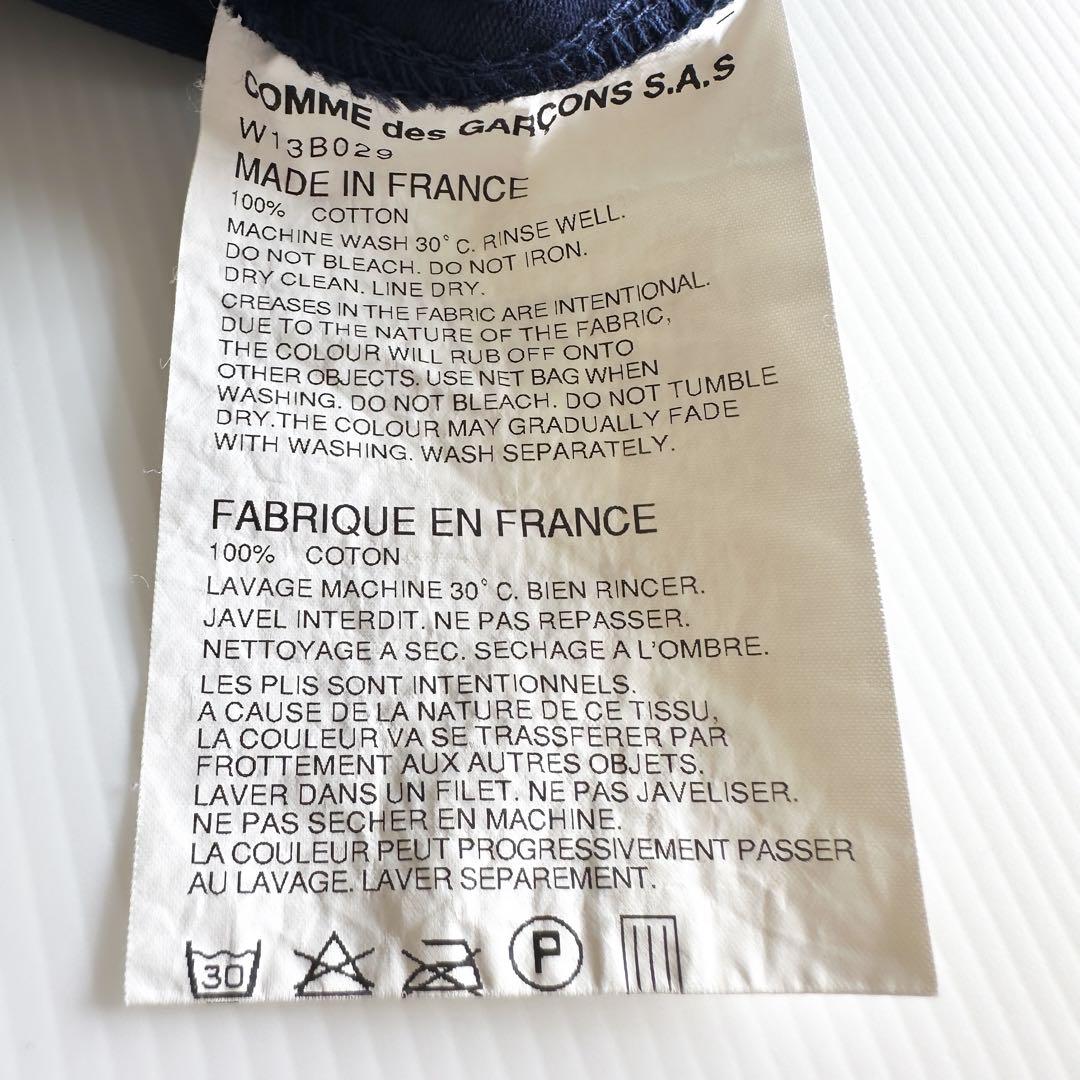 COMME des GARÇONS S.A.S
W13B029
MADE IN FRANCE
100% COTTON
MACHINE WASH 30° C. RINSE WELL.
DO NOT BLEACH. DO NOT IRON.
DRY CLEAN. LINE DRY.
CREASES IN THE FABRIC ARE INTENTIONAL.
DUE TO THE NATURE OF THE FABRIC,
THE COLOUR WILL RUB OFF ONTO
OTHER OBJECTS. USE NET BAG WHEN
WASHING. DO NOT BLEACH. DO NOT TUMBLE
DRY.THE COLOUR MAY GRADUALLY FADE
WITH WASHING. WASH SEPARATELY.
FABRIQUE EN FRANCE
100% COTON
LAVAGE MACHINE 30° C. BIEN RINCER.
JAVEL INTERDIT. NE PAS REPASSER.
NETTOYAGE A SEC. SECHAGE A L'OMBRE.
LES PLIS SONT INTENTIONNELS.
A CAUSE DE LA NATURE DE CE TISSU,
LA COULEUR VA SE TRASSFERER PAR
FROTTEMENT AUX AUTRES OBJETS.
LAVER DANS UN FILET. NE PAS JAVELISER.
NE PAS SECHER EN MACHINE.
LA COULEUR PEUT PROGRESSIVEMENT PASSER
AU LAVAGE. LAVER SEPAREMENT.
30 P